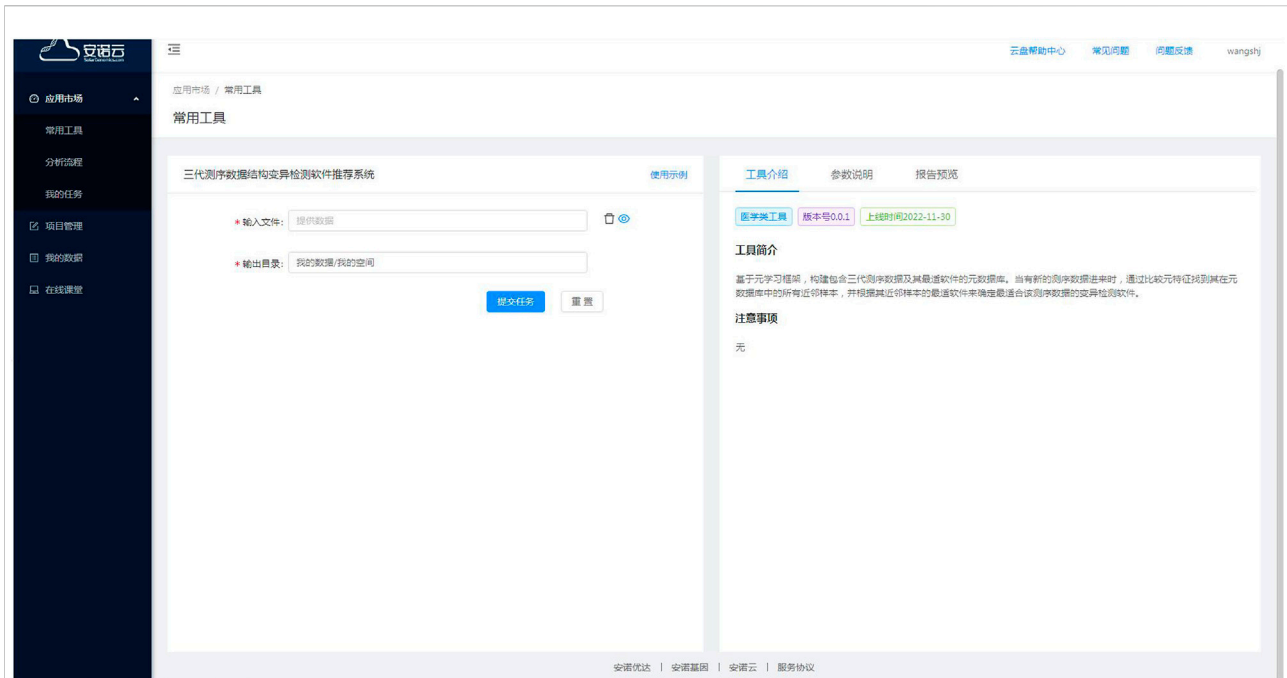 安诺云
云盘帮助中心 常见问题 问题反馈 wangshj
应用市场
常用工具
分析流程
我的任务
项目管理
我的数据
在线课堂
应用市场 / 常用工具
常用工具
三代测序数据结构变异检测软件推荐系统 使用示例
* 输入文件: 提供数据
* 输出目录: 我的数据/我的空间
提交任务 重置
工具介绍 参数说明 报告预览
医学类工具 版本号0.0.1 上线时间2022-11-30
工具简介
基于元学习框架，构建包含三代测序数据及其最适软件的元数据库。当有新的测序数据进来时，通过比较元特征找到其在元
数据库中的所有近邻样本，并根据其近邻样本的最适软件来确定最适合该测序数据的变异检测软件。
注意事项
无
安诺优达 | 安诺基因 | 安诺云 | 服务协议